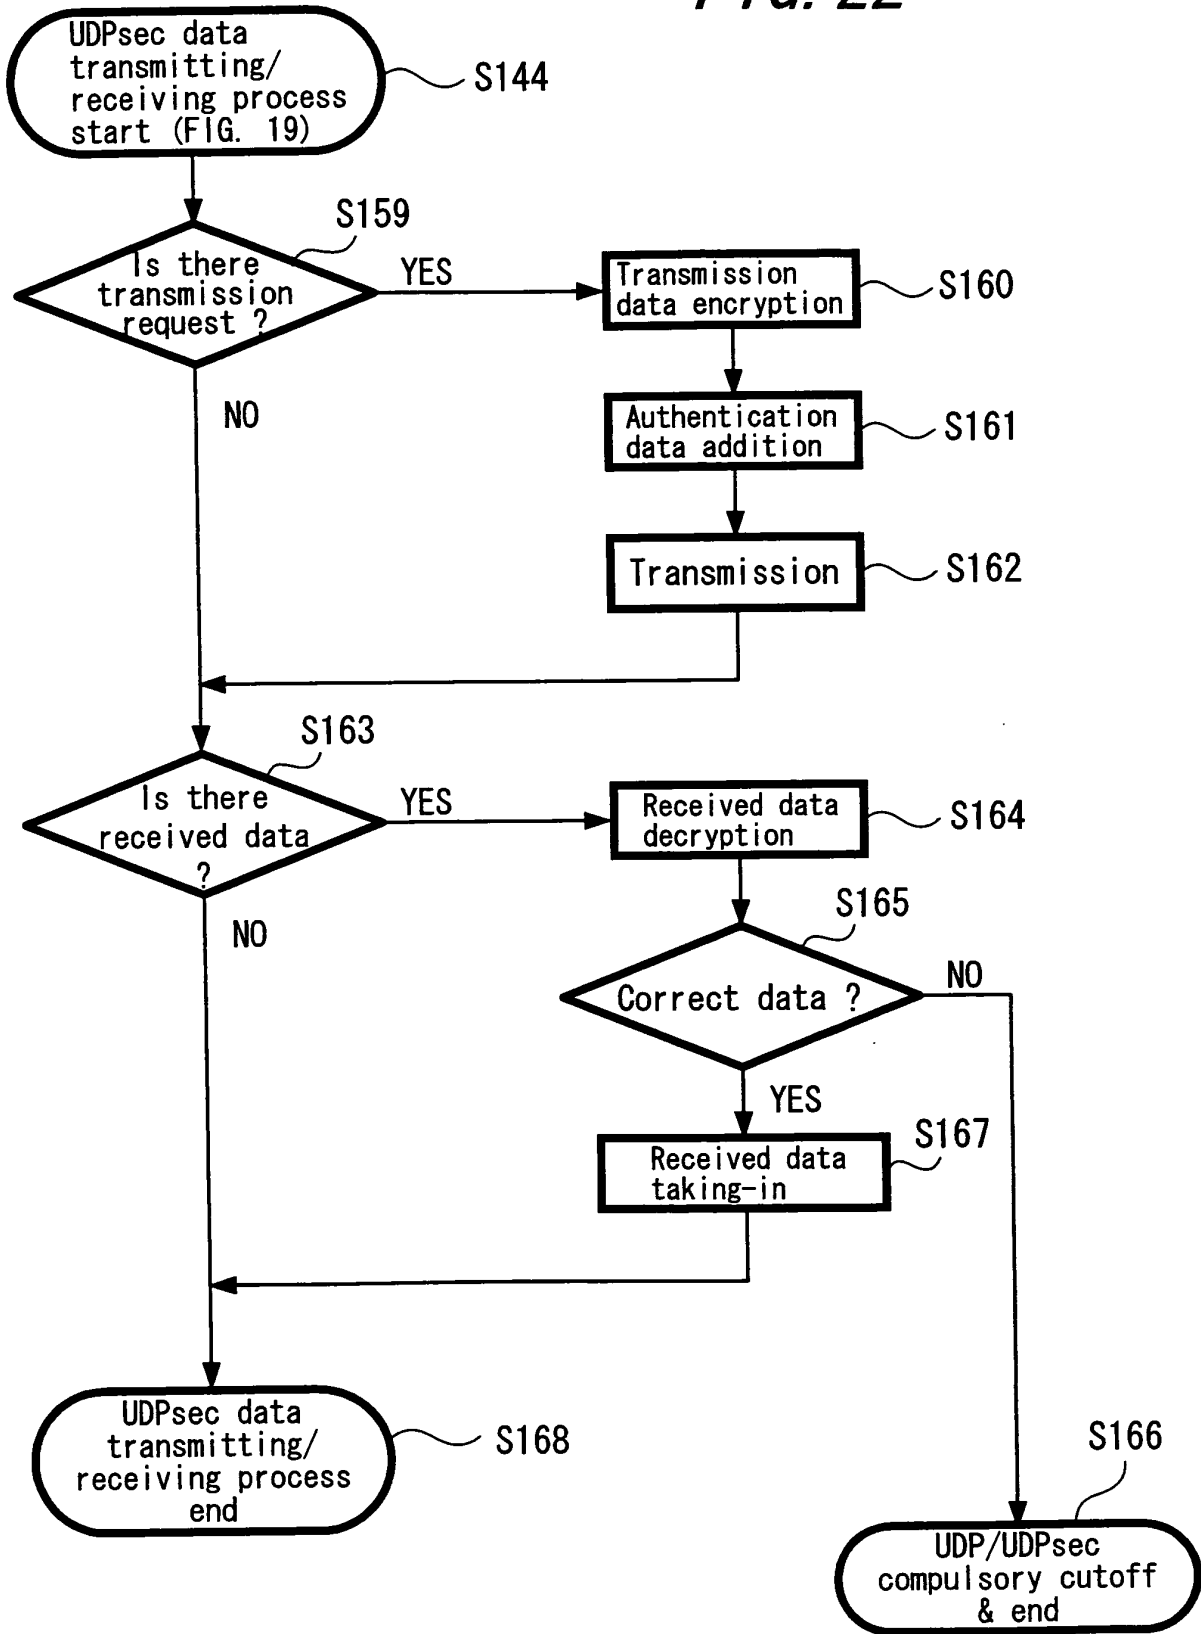 FIG. 22
UDPsec data
transmitting/
receiving process
start (FIG. 19)
S144
S159
Is there
transmission
request ?
YES
NO
Transmission
data encryption
S160
Authentication
data addition
S161
Transmission
S162
S163
Is there
received data
?
YES
NO
Received data
decryption
S164
S165
Correct data ?
NO
YES
S167
Received data
taking-in
UDPsec data
transmitting/
receiving process
end
S168
S166
UDP/UDPsec
compulsory cutoff
& end